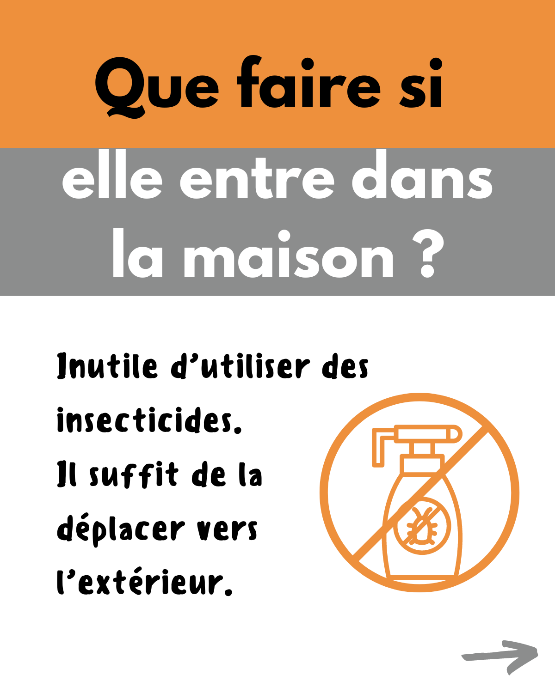 Que faire si
elle entre dans
la maison ?
Inutile d'utiliser des
insecticides.
Il suffit de la
déplacer vers
l'extérieur.